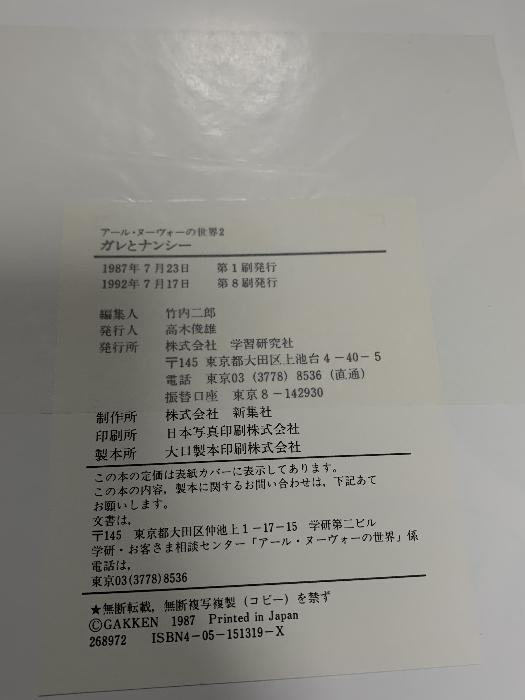 アール・ヌーヴォーの世界2
ガレとナンシー
1987年7月23日 第1刷発行
1992年7月17日 第8刷発行
編集人 竹内二郎
発行人 高木俊雄
発行所 株式会社 学習研究社
〒145 東京都大田区上池台4-40-5
電話 東京03(3778)8536(直通)
振替口座 東京8-142930
制作所 株式会社 新集社
印刷所 日本写真印刷株式会社
製本所 大口製本印刷株式会社
この本の定価は表紙カバーに表示してあります。
この本の内容,製本に関するお問い合わせは,下記あて
お願いします。
文書は,
〒145 東京都大田区仲池上1-17-15 学研第二ビル
学研・お客さま相談センター「アール・ヌーヴォーの世界」係
電話は,
東京03(3778)8536
★無断転載,無断複写複製(コピー)を禁ず
ⒸGAKKEN 1987 Printed in Japan
268972 ISBN4-05-151319-X